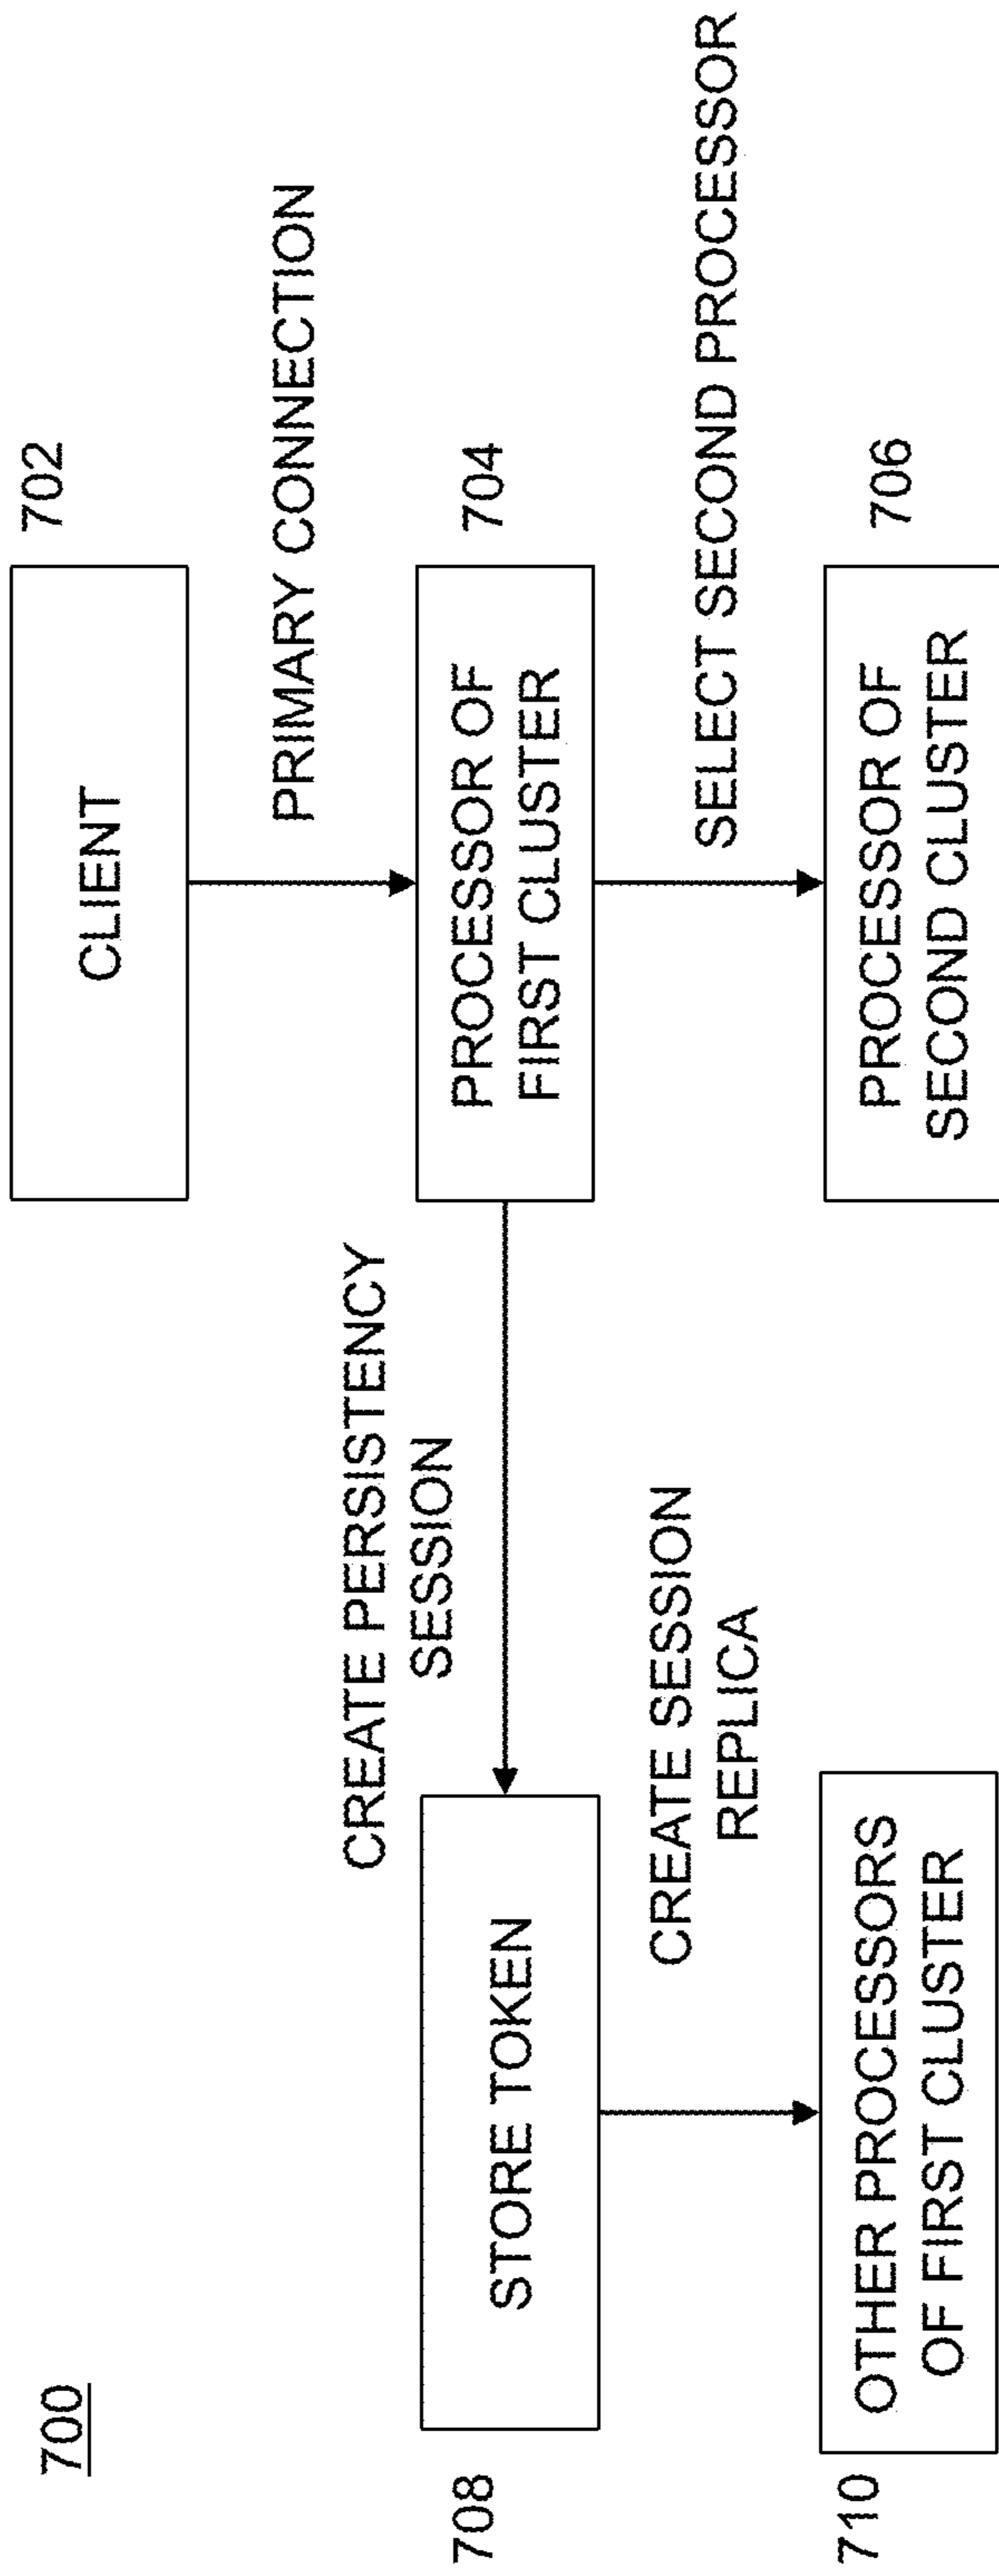 700
702
CLIENT
PRIMARY CONNECTION
CREATE PERSISTENCY
SESSION
708
STORE TOKEN
704
PROCESSOR OF
FIRST CLUSTER
CREATE SESSION
REPLICA
SELECT SECOND PROCESSOR
710
OTHER PROCESSORS
OF FIRST CLUSTER
706
PROCESSOR OF
SECOND CLUSTER